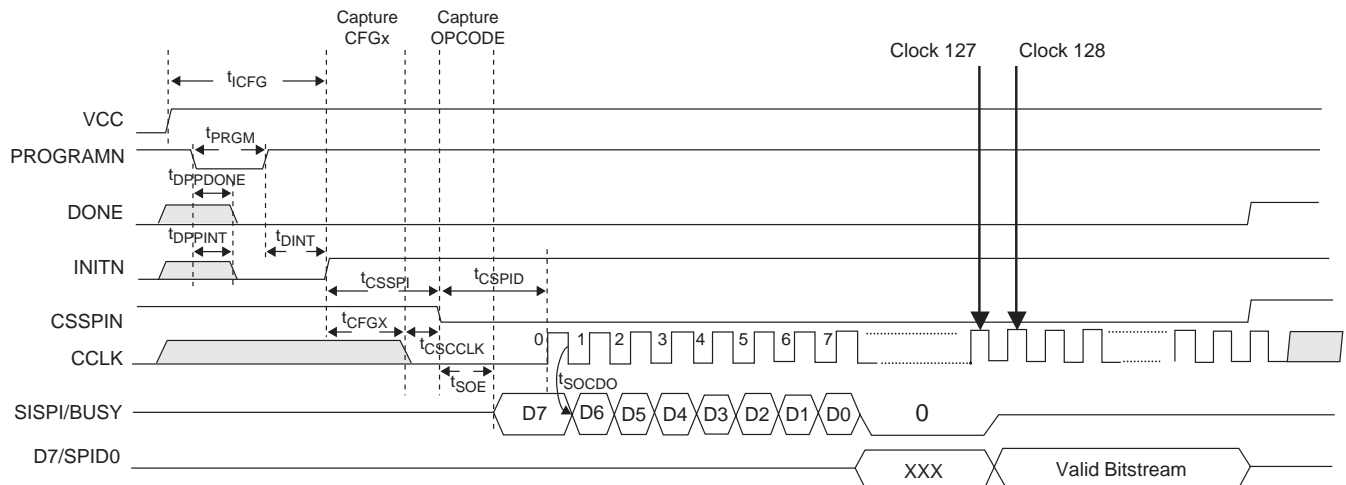 Capture
CFGx
Capture
OPCODE
Clock 127
Clock 128
tICFG
VCC
tPRGM
PROGRAMN
tDPPDONE
DONE
tDPPINT
tDINT
INITN
tCSSPI
tCSPID
CSSPIN
tCFGX
tCSCCLK
0 1 2 3 4 5 6 7
CCLK
tSOE
tSOCDO
SISPI/BUSY
D7 D6 D5 D4 D3 D2 D1 D0 0
D7/SPID0
XXX
Valid Bitstream